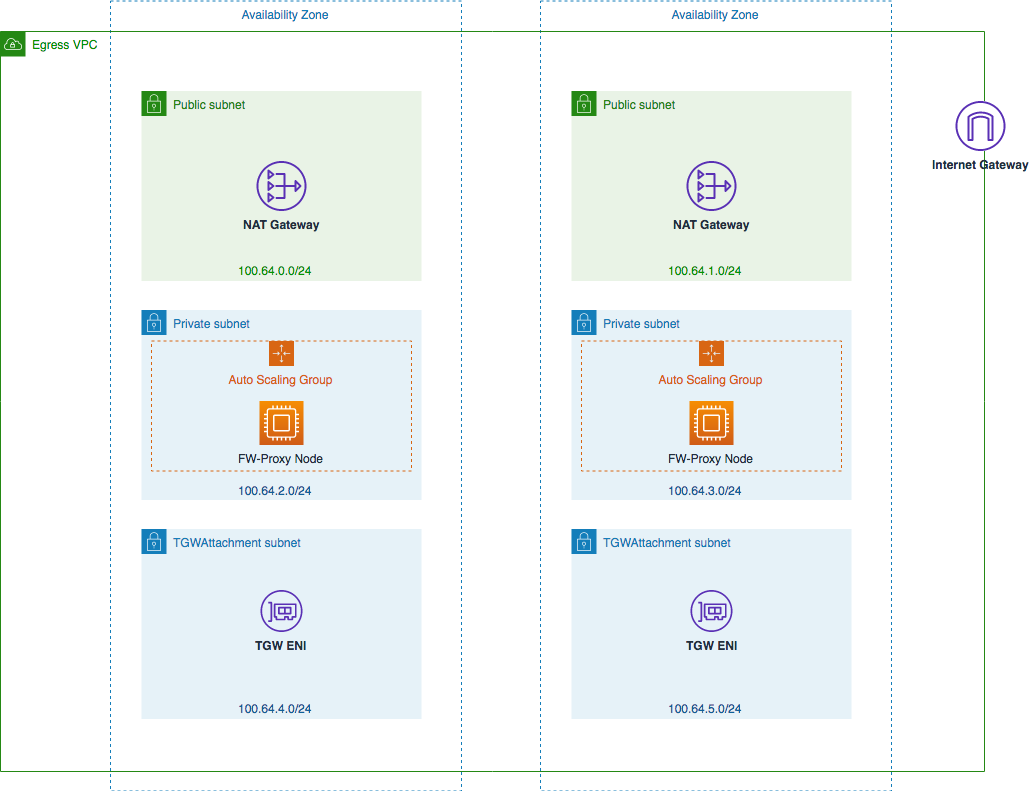 Availability Zone
Availability Zone
Egress VPC
Public subnet
Public subnet
Internet Gateway
NAT Gateway
NAT Gateway
100.64.0.0/24
100.64.1.0/24
Private subnet
Private subnet
Auto Scaling Group
Auto Scaling Group
FW-Proxy Node
FW-Proxy Node
100.64.2.0/24
100.64.3.0/24
TGWAttachment subnet
TGWAttachment subnet
TGW ENI
TGW ENI
100.64.4.0/24
100.64.5.0/24